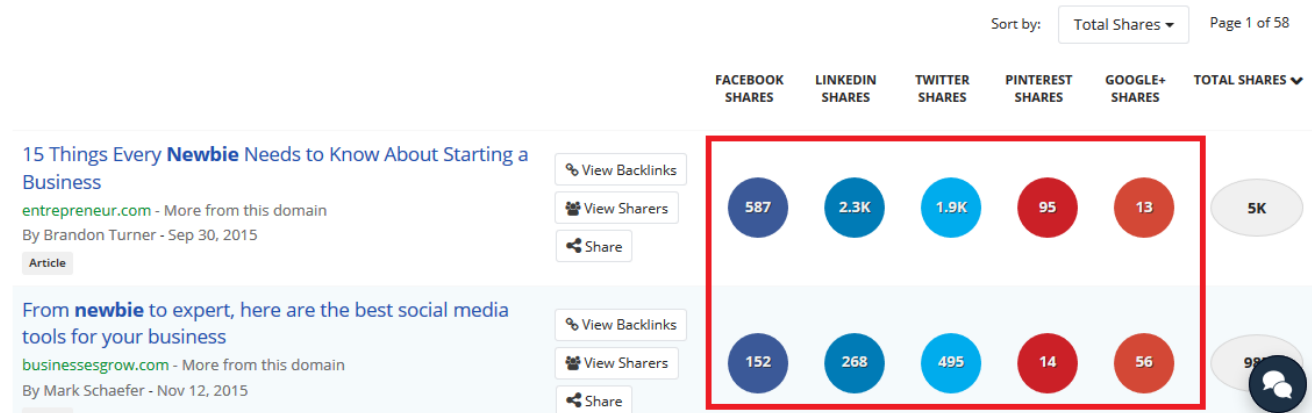 Sort by: Total Shares Page 1 of 58
FACEBOOK SHARES LINKEDIN SHARES TWITTER SHARES PINTEREST SHARES GOOGLE+ SHARES TOTAL SHARES
15 Things Every Newbie Needs to Know About Starting a
Business
entrepreneur.com - More from this domain
By Brandon Turner - Sep 30, 2015
Article
View Backlinks
View Sharers
Share
587 2.3K 1.9K 95 13 5K
From newbie to expert, here are the best social media
tools for your business
businessesgrow.com - More from this domain
By Mark Schaefer - Nov 12, 2015
View Backlinks
View Sharers
Share
152 268 495 14 56